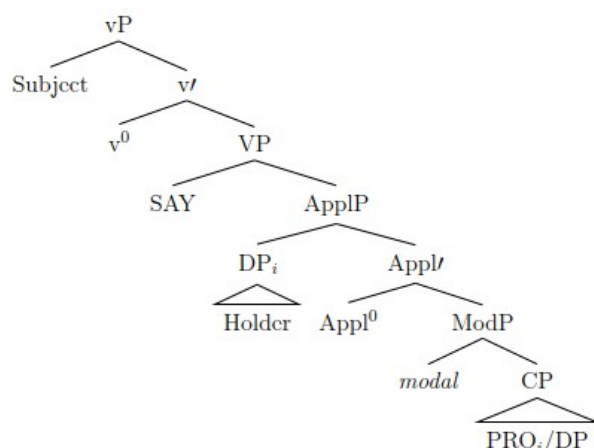 vP
Subject v′
v⁰ VP
SAY ApplP
DPᵢ Appl′
Holder Appl⁰ ModP
modal CP
PROᵢ/DP